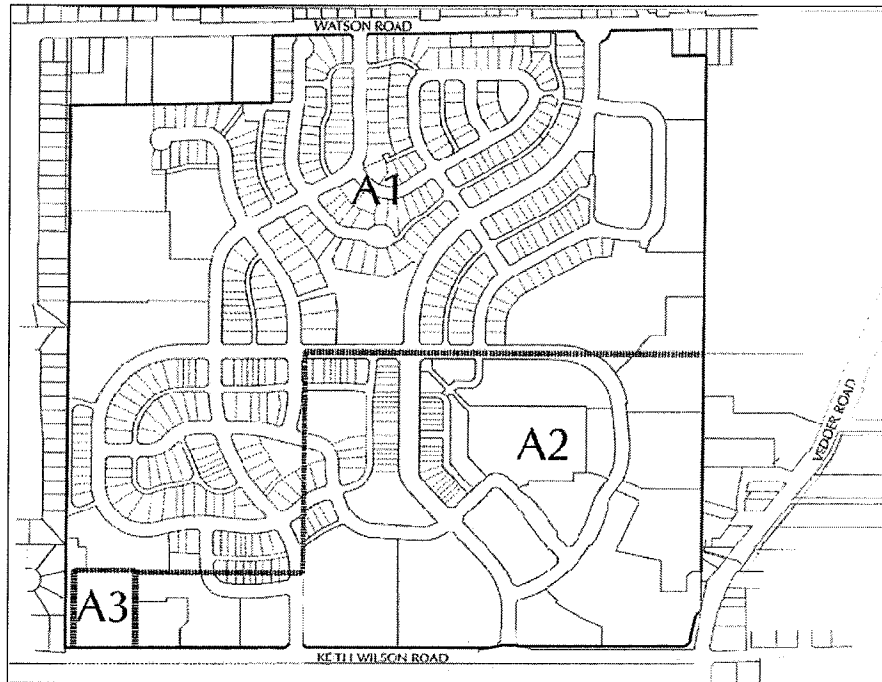 WATSON ROAD
A1
A2
VEDDER ROAD
A3
KEITH WILSON ROAD